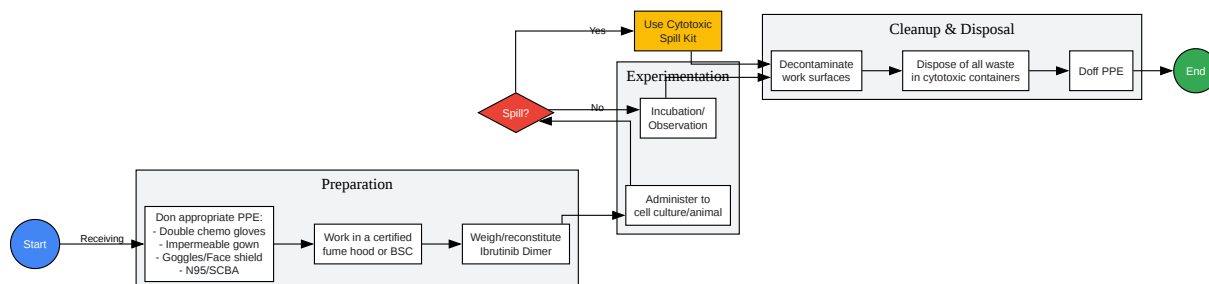 Start
Receiving
Preparation
Don appropriate PPE:
- Double chemo gloves
- Impermeable gown
- Goggles/Face shield
- N95/SCBA
Work in a certified
fume hood or BSC
Weigh/reconstitute
Ibrutinib Dimer
Experimentation
Administer to
cell culture/animal
Spill?
Yes
No
Use Cytotoxic
Spill Kit
Incubation/
Observation
Cleanup & Disposal
Decontaminate
work surfaces
Dispose of all waste
in cytotoxic containers
Doff PPE
End